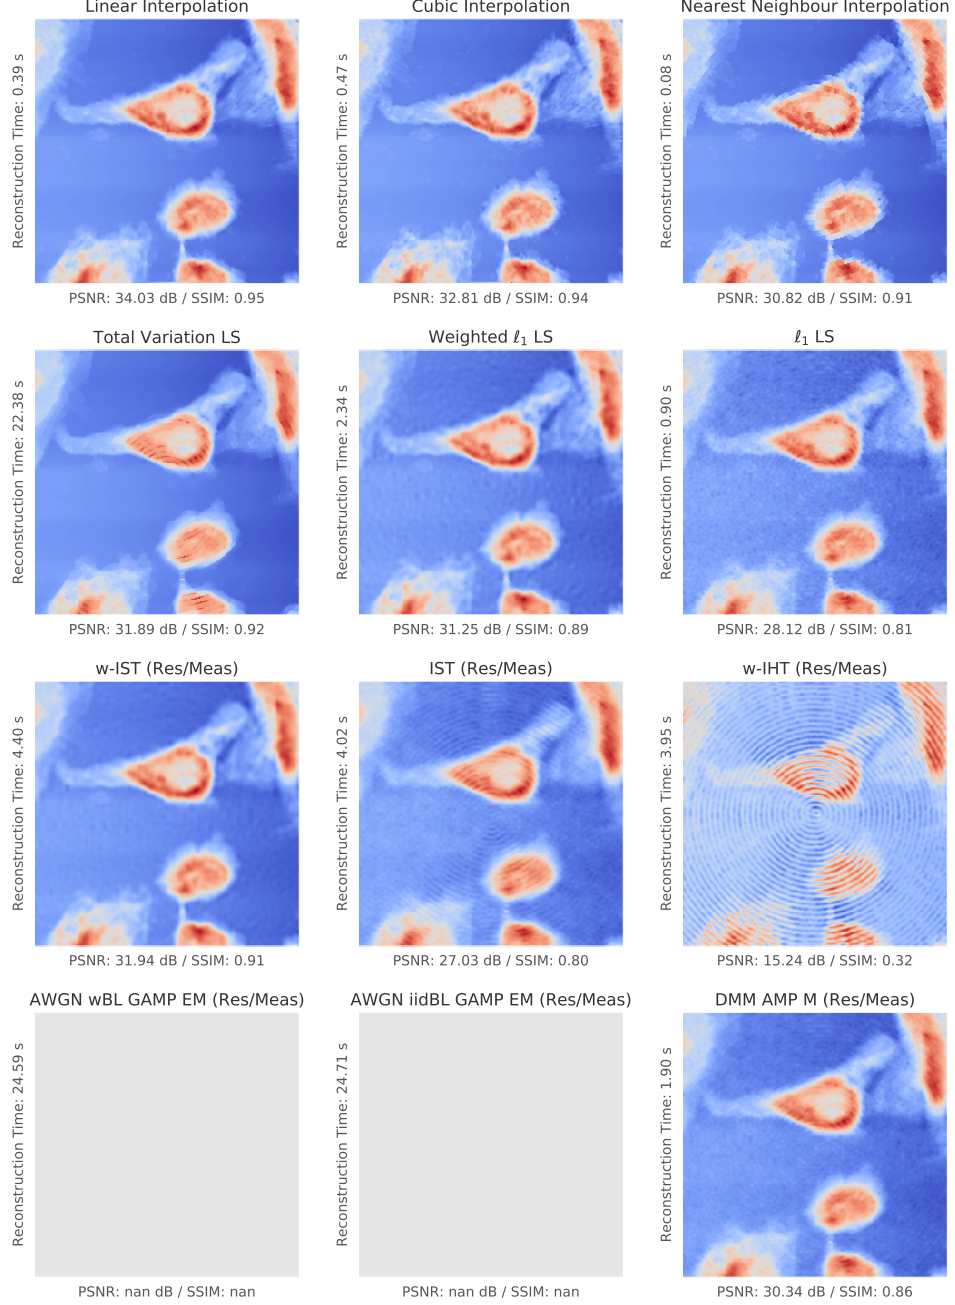 Linear Interpolation
Cubic Interpolation
Nearest Neighbour Interpolation
Reconstruction Time: 0.39 s
Reconstruction Time: 0.47 s
Reconstruction Time: 0.08 s
PSNR: 34.03 dB / SSIM: 0.95
PSNR: 32.81 dB / SSIM: 0.94
PSNR: 30.82 dB / SSIM: 0.91
Total Variation LS
Weighted ℓ₁ LS
ℓ₁ LS
Reconstruction Time: 22.38 s
Reconstruction Time: 2.34 s
Reconstruction Time: 0.90 s
PSNR: 31.89 dB / SSIM: 0.92
PSNR: 31.25 dB / SSIM: 0.89
PSNR: 28.12 dB / SSIM: 0.81
w-IST (Res/Meas)
IST (Res/Meas)
w-IHT (Res/Meas)
Reconstruction Time: 4.40 s
Reconstruction Time: 4.02 s
Reconstruction Time: 3.95 s
PSNR: 31.94 dB / SSIM: 0.91
PSNR: 27.03 dB / SSIM: 0.80
PSNR: 15.24 dB / SSIM: 0.32
AWGN wBL GAMP EM (Res/Meas)
AWGN iidBL GAMP EM (Res/Meas)
DMM AMP M (Res/Meas)
Reconstruction Time: 24.59 s
Reconstruction Time: 24.71 s
Reconstruction Time: 1.90 s
PSNR: nan dB / SSIM: nan
PSNR: nan dB / SSIM: nan
PSNR: 30.34 dB / SSIM: 0.86